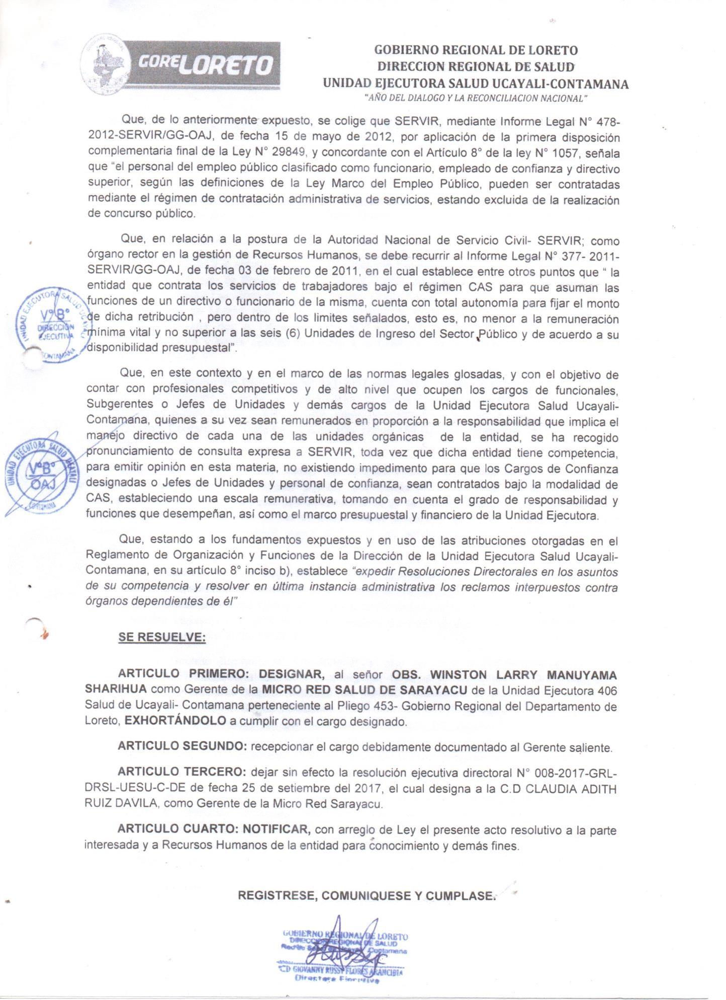 GORELORETO
GOBIERNO REGIONAL DE LORETO
DIRECCION REGIONAL DE SALUD
UNIDAD EJECUTORA SALUD UCAYALI-CONTAMANA
"AÑO DEL DIALOGO Y LA RECONCILIACION NACIONAL"
Que, de lo anteriormente expuesto, se colige que SERVIR, mediante Informe Legal N° 478-
2012-SERVIR/GG-OAJ, de fecha 15 de mayo de 2012, por aplicación de la primera disposición
complementaria final de la Ley N° 29849, y concordante con el Artículo 8° de la ley N° 1057, señala
que “el personal del empleo público clasificado como funcionario, empleado de confianza y directivo
superior, según las definiciones de la Ley Marco del Empleo Público, pueden ser contratadas
mediante el régimen de contratación administrativa de servicios, estando excluida de la realización
de concurso público.
Que, en relación a la postura de la Autoridad Nacional de Servicio Civil- SERVIR; como
órgano rector en la gestión de Recursos Humanos, se debe recurrir al Informe Legal N° 377- 2011-
SERVIR/GG-OAJ, de fecha 03 de febrero de 2011, en el cual establece entre otros puntos que “ la
entidad que contrata los servicios de trabajadores bajo el régimen CAS para que asuman las
funciones de un directivo o funcionario de la misma, cuenta con total autonomía para fijar el monto
de dicha retribución , pero dentro de los limites señalados, esto es, no menor a la remuneración
mínima vital y no superior a las seis (6) Unidades de Ingreso del Sector Público y de acuerdo a su
disponibilidad presupuestal”.
UNIDAD EJECUTORA SALUD UCAYALI
V°B°
DIRECCIÓN
EJECUTIVA
CONTAMANA
Que, en este contexto y en el marco de las normas legales glosadas, y con el objetivo de
contar con profesionales competitivos y de alto nivel que ocupen los cargos de funcionales,
Subgerentes o Jefes de Unidades y demás cargos de la Unidad Ejecutora Salud Ucayali-
Contamana, quienes a su vez sean remunerados en proporción a la responsabilidad que implica el
manejo directivo de cada una de las unidades orgánicas de la entidad, se ha recogido
pronunciamiento de consulta expresa a SERVIR, toda vez que dicha entidad tiene competencia,
para emitir opinión en esta materia, no existiendo impedimento para que los Cargos de Confianza
designadas o Jefes de Unidades y personal de confianza, sean contratados bajo la modalidad de
CAS, estableciendo una escala remunerativa, tomando en cuenta el grado de responsabilidad y
funciones que desempeñan, así como el marco presupuestal y financiero de la Unidad Ejecutora.
UNIDAD EJECUTORA SALUD UCAYALI
V°B°
OAJ
CONTAMANA
Que, estando a los fundamentos expuestos y en uso de las atribuciones otorgadas en el
Reglamento de Organización y Funciones de la Dirección de la Unidad Ejecutora Salud Ucayali-
Contamana, en su artículo 8° inciso b), establece “expedir Resoluciones Directorales en los asuntos
de su competencia y resolver en última instancia administrativa los reclamos interpuestos contra
órganos dependientes de él”
SE RESUELVE:
ARTICULO PRIMERO: DESIGNAR, al señor OBS. WINSTON LARRY MANUYAMA
SHARIHUA como Gerente de la MICRO RED SALUD DE SARAYACU de la Unidad Ejecutora 406
Salud de Ucayali- Contamana perteneciente al Pliego 453- Gobierno Regional del Departamento de
Loreto, EXHORTÁNDOLO a cumplir con el cargo designado.
ARTICULO SEGUNDO: recepcionar el cargo debidamente documentado al Gerente saliente.
ARTICULO TERCERO: dejar sin efecto la resolución ejecutiva directoral N° 008-2017-GRL-
DRSL-UESU-C-DE de fecha 25 de setiembre del 2017, el cual designa a la C.D CLAUDIA ADITH
RUIZ DAVILA, como Gerente de la Micro Red Sarayacu.
ARTICULO CUARTO: NOTIFICAR, con arreglo de Ley el presente acto resolutivo a la parte
interesada y a Recursos Humanos de la entidad para conocimiento y demás fines.
REGISTRESE, COMUNIQUESE Y CUMPLASE.
GOBIERNO REGIONAL DE LORETO
DIRECCION REGIONAL DE SALUD
Red de Salud de Ucayali Contamana
CD GIOVANNY RUSSY FLORES ARANCIBIA
Directora Ejecutiva